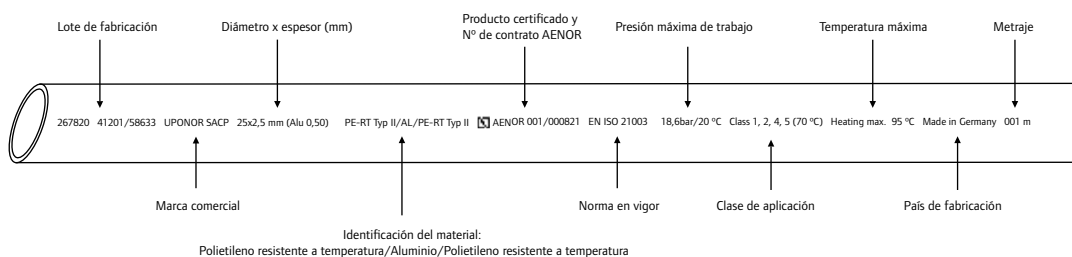 Lote de fabricación
Diámetro x espesor (mm)
Producto certificado y
Nº de contrato AENOR
Presión máxima de trabajo
Temperatura máxima
Metraje
267820 41201/58633 UPONOR SACP 25x2,5 mm (Alu 0,50) PE-RT Typ II/AL/PE-RT Typ II AENOR 001/000821 EN ISO 21003 18,6bar/20 ºC Class 1, 2, 4, 5 (70 ºC) Heating max. 95 ºC Made in Germany 001 m
Marca comercial
Identificación del material:
Polietileno resistente a temperatura/Aluminio/Polietileno resistente a temperatura
Norma en vigor
Clase de aplicación
País de fabricación